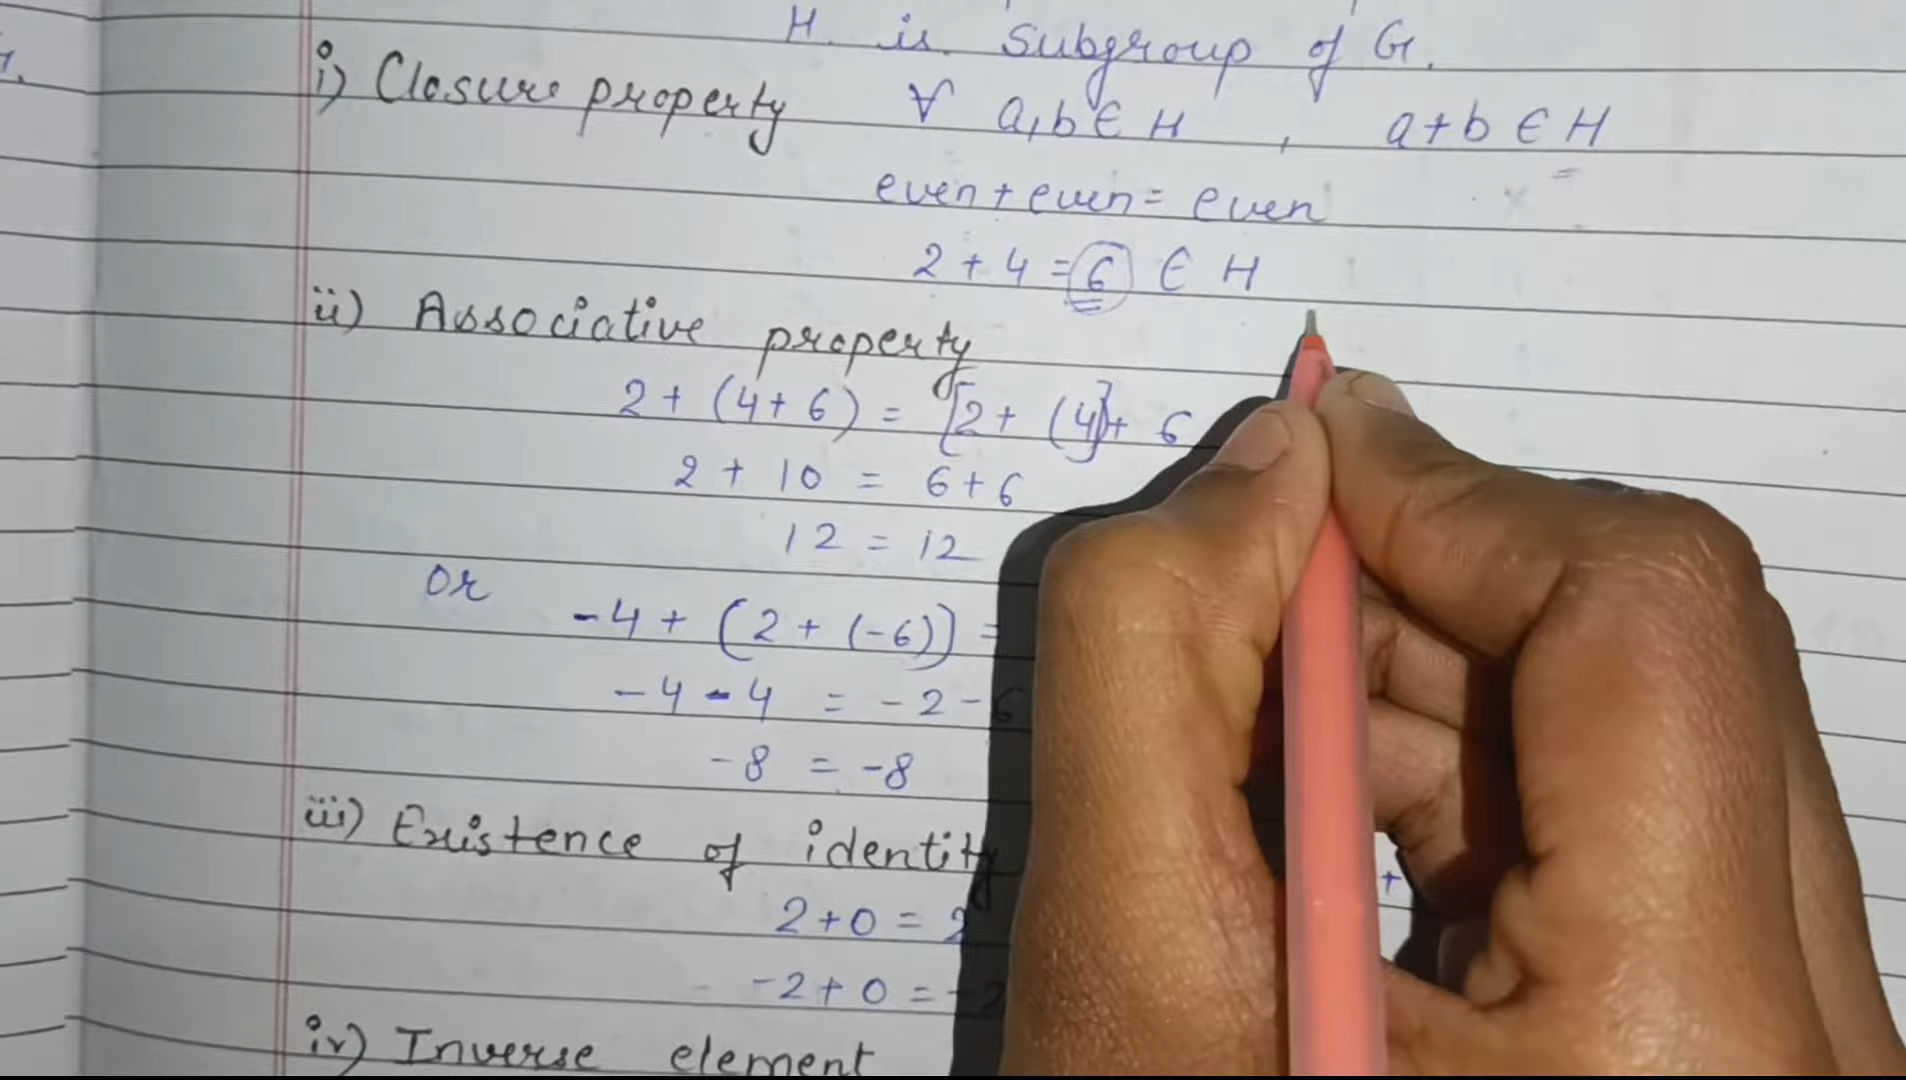 H is Subgroup of G.
i) Closure property ∀ a, b ∈ H , a + b ∈ H
even + even = even
2 + 4 = 6 ∈ H
ii) Associative property
2 + (4 + 6) = [2 + (4)] + 6
2 + 10 = 6 + 6
12 = 12
or
-4 + (2 + (-6)) =
-4 - 4 = -2 - 6
-8 = -8
iii) Existence of identity
+
2 + 0 = 2
-2 + 0 = -2
iv) Inverse element